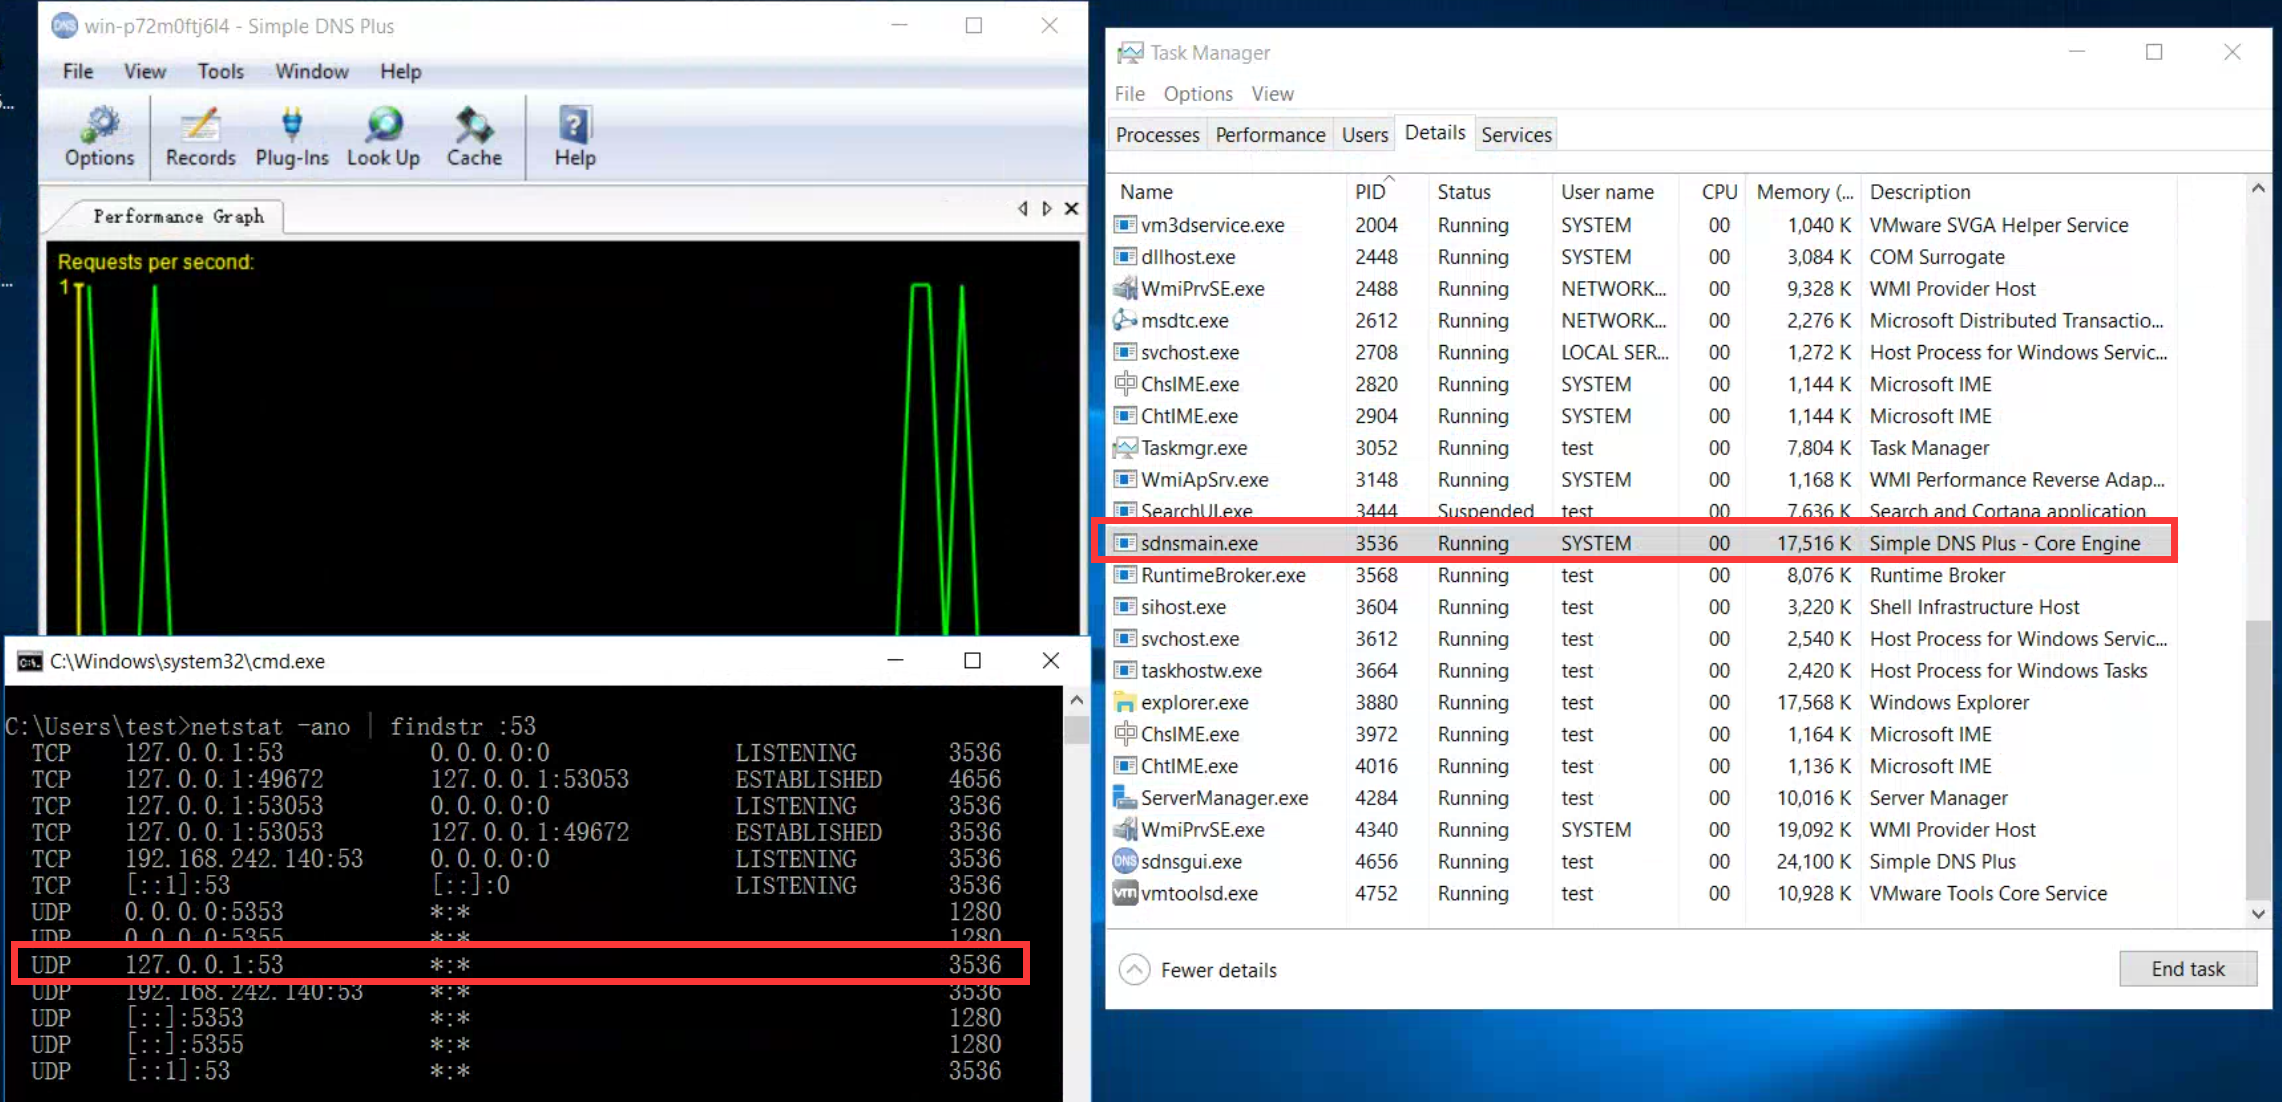 win-p72m0ftj6l4 - Simple DNS Plus
File View Tools Window Help
Options Records Plug-Ins Look Up Cache Help
Performance Graph
Requests per second:
1
C:\Windows\system32\cmd.exe
C:\Users\test>netstat -ano | findstr :53
TCP 127.0.0.1:53 0.0.0.0:0 LISTENING 3536
TCP 127.0.0.1:49672 127.0.0.1:53053 ESTABLISHED 4656
TCP 127.0.0.1:53053 0.0.0.0:0 LISTENING 3536
TCP 127.0.0.1:53053 127.0.0.1:49672 ESTABLISHED 3536
TCP 192.168.242.140:53 0.0.0.0:0 LISTENING 3536
TCP [::1]:53 [::]:0 LISTENING 3536
UDP 0.0.0.0:5353 *:* 1280
UDP 0.0.0.0:5355 *:* 1280
UDP 127.0.0.1:53 *:* 3536
UDP 192.168.242.140:53 *:* 3536
UDP [::]:5353 *:* 1280
UDP [::]:5355 *:* 1280
UDP [::1]:53 *:* 3536
Task Manager
File Options View
Processes Performance Users Details Services
Name PID Status User name CPU Memory (... Description
vm3dservice.exe 2004 Running SYSTEM 00 1,040 K VMware SVGA Helper Service
dllhost.exe 2448 Running SYSTEM 00 3,084 K COM Surrogate
WmiPrvSE.exe 2488 Running NETWORK... 00 9,328 K WMI Provider Host
msdtc.exe 2612 Running NETWORK... 00 2,276 K Microsoft Distributed Transactio...
svchost.exe 2708 Running LOCAL SER... 00 1,272 K Host Process for Windows Servic...
ChsIME.exe 2820 Running SYSTEM 00 1,144 K Microsoft IME
ChtIME.exe 2904 Running SYSTEM 00 1,144 K Microsoft IME
Taskmgr.exe 3052 Running test 00 7,804 K Task Manager
WmiApSrv.exe 3148 Running SYSTEM 00 1,168 K WMI Performance Reverse Adap...
SearchUI.exe 3444 Suspended test 00 7,636 K Search and Cortana application
sdnsmain.exe 3536 Running SYSTEM 00 17,516 K Simple DNS Plus - Core Engine
RuntimeBroker.exe 3568 Running test 00 8,076 K Runtime Broker
sihost.exe 3604 Running test 00 3,220 K Shell Infrastructure Host
svchost.exe 3612 Running test 00 2,540 K Host Process for Windows Servic...
taskhostw.exe 3664 Running test 00 2,420 K Host Process for Windows Tasks
explorer.exe 3880 Running test 00 17,568 K Windows Explorer
ChsIME.exe 3972 Running test 00 1,164 K Microsoft IME
ChtIME.exe 4016 Running test 00 1,136 K Microsoft IME
ServerManager.exe 4284 Running test 00 10,016 K Server Manager
WmiPrvSE.exe 4340 Running SYSTEM 00 19,092 K WMI Provider Host
sdnsgui.exe 4656 Running test 00 24,100 K Simple DNS Plus
vmtoolsd.exe 4752 Running test 00 10,928 K VMware Tools Core Service
Fewer details
End task